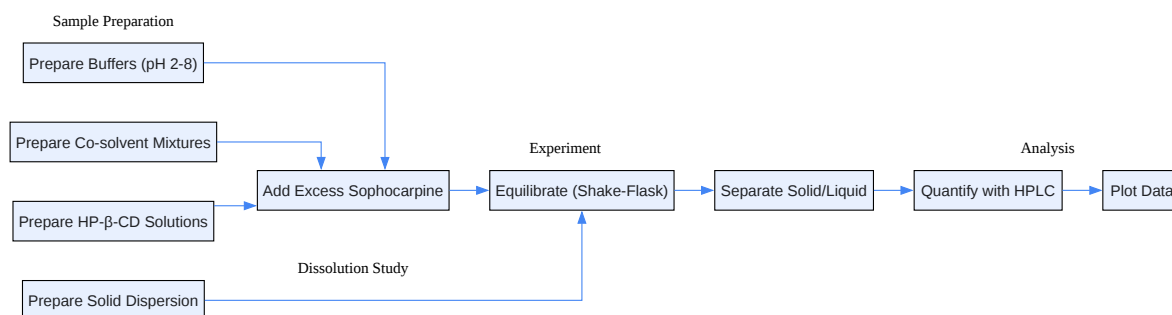 Sample Preparation
Prepare Buffers (pH 2-8)
Prepare Co-solvent Mixtures
Experiment
Analysis
Add Excess Sophocarpine
Equilibrate (Shake-Flask)
Separate Solid/Liquid
Quantify with HPLC
Plot Data
Prepare HP-β-CD Solutions
Dissolution Study
Prepare Solid Dispersion